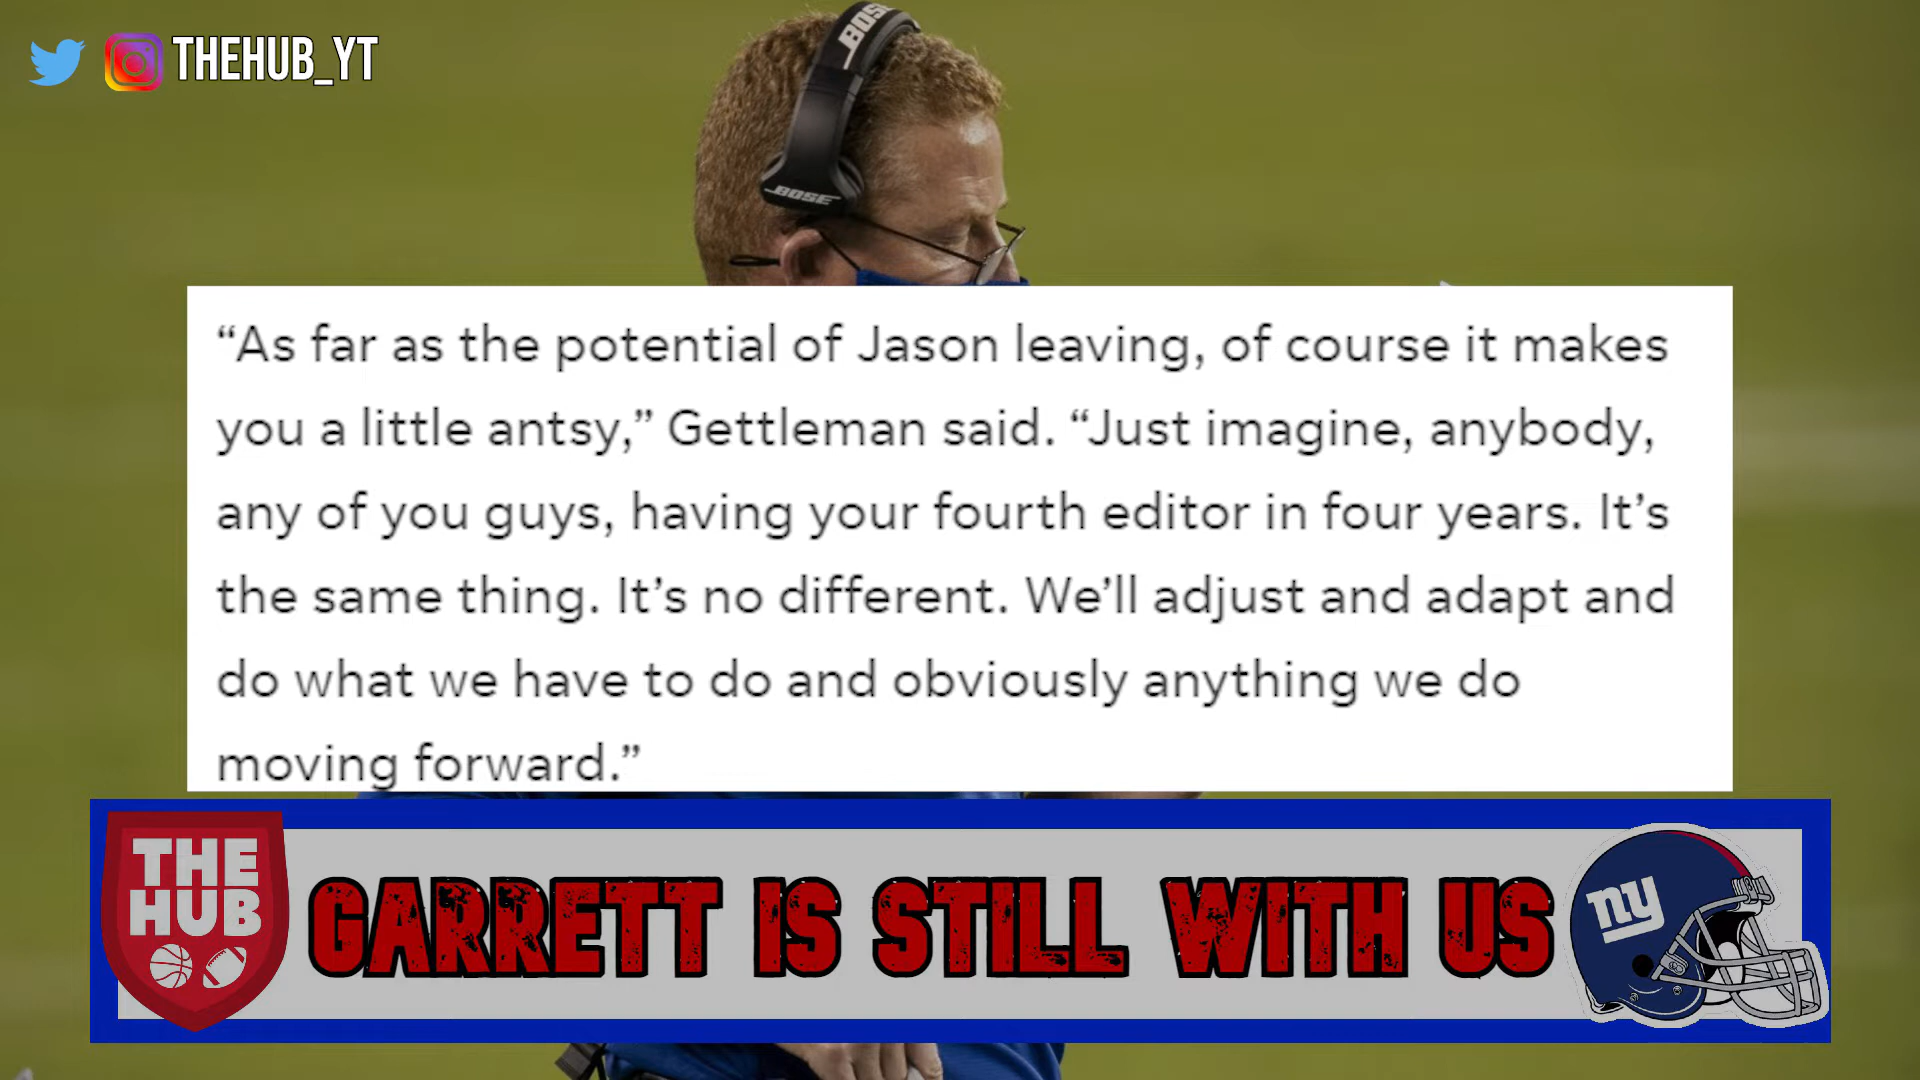 THEHUB_YT
BOSE
BOSE
“As far as the potential of Jason leaving, of course it makes
you a little antsy,” Gettleman said. “Just imagine, anybody,
any of you guys, having your fourth editor in four years. It’s
the same thing. It’s no different. We’ll adjust and adapt and
do what we have to do and obviously anything we do
moving forward.”
THE
HUB
GARRETT IS STILL WITH US
ny